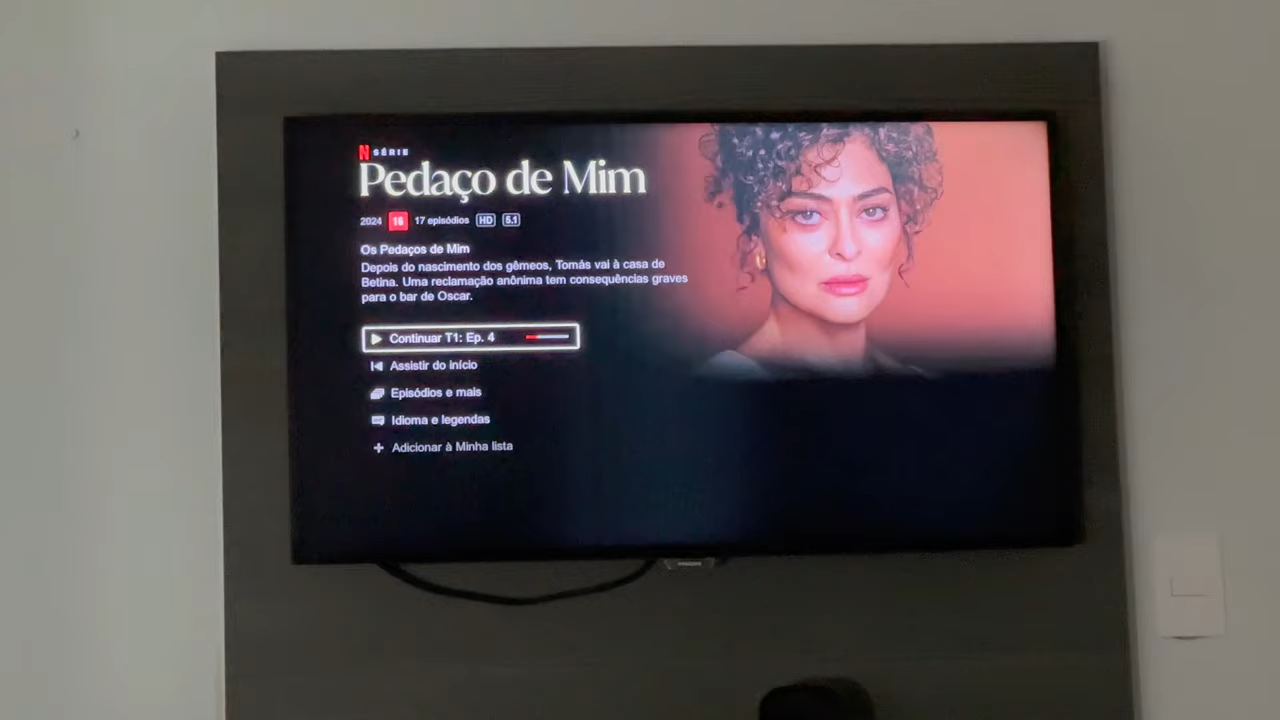 N SÉRIE
Pedaço de Mim
2024 16 17 episódios HD 5.1
Os Pedaços de Mim
Depois do nascimento dos gêmeos, Tomás vai à casa de
Betina. Uma reclamação anônima tem consequências graves
para o bar de Oscar.
Continuar T1: Ep. 4
Assistir do início
Episódios e mais
Idioma e legendas
Adicionar à Minha lista